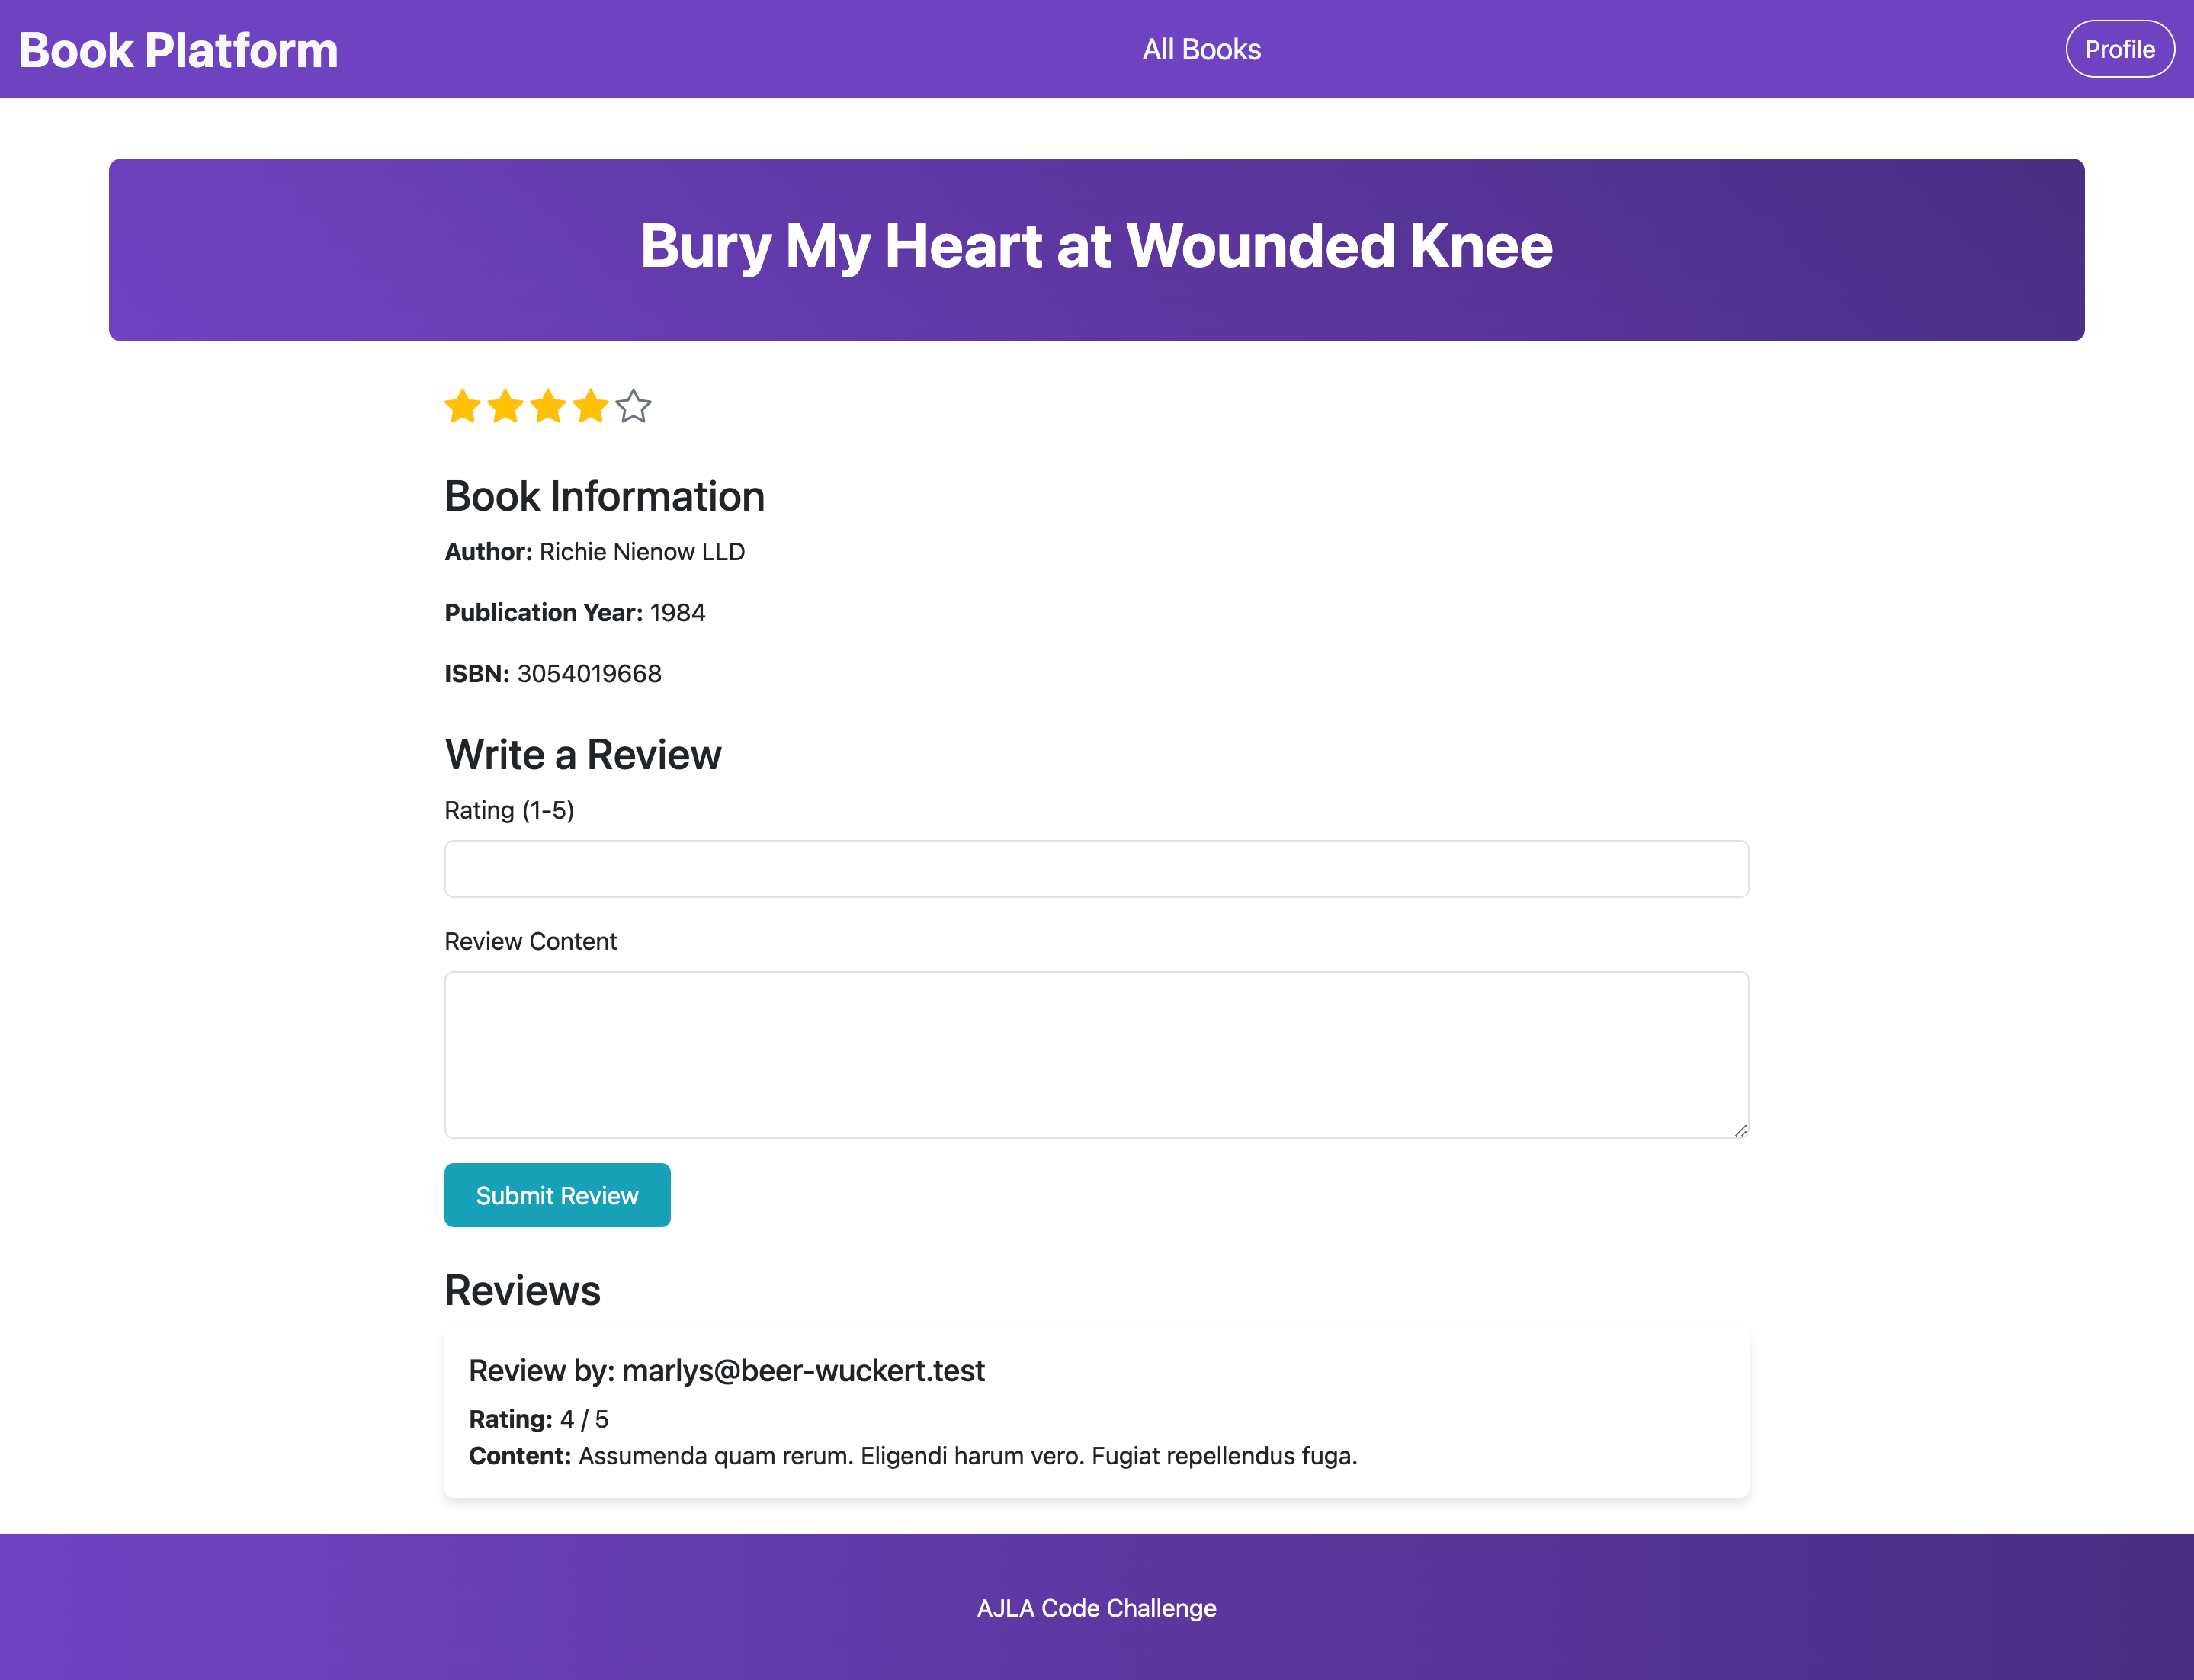 Book Platform
All Books
Profile
Bury My Heart at Wounded Knee
Book Information
Author: Richie Nienow LLD
Publication Year: 1984
ISBN: 3054019668
Write a Review
Rating (1-5)
Review Content
Submit Review
Reviews
Review by: marlys@beer-wuckert.test
Rating: 4 / 5
Content: Assumenda quam rerum. Eligendi harum vero. Fugiat repellendus fuga.
AJLA Code Challenge